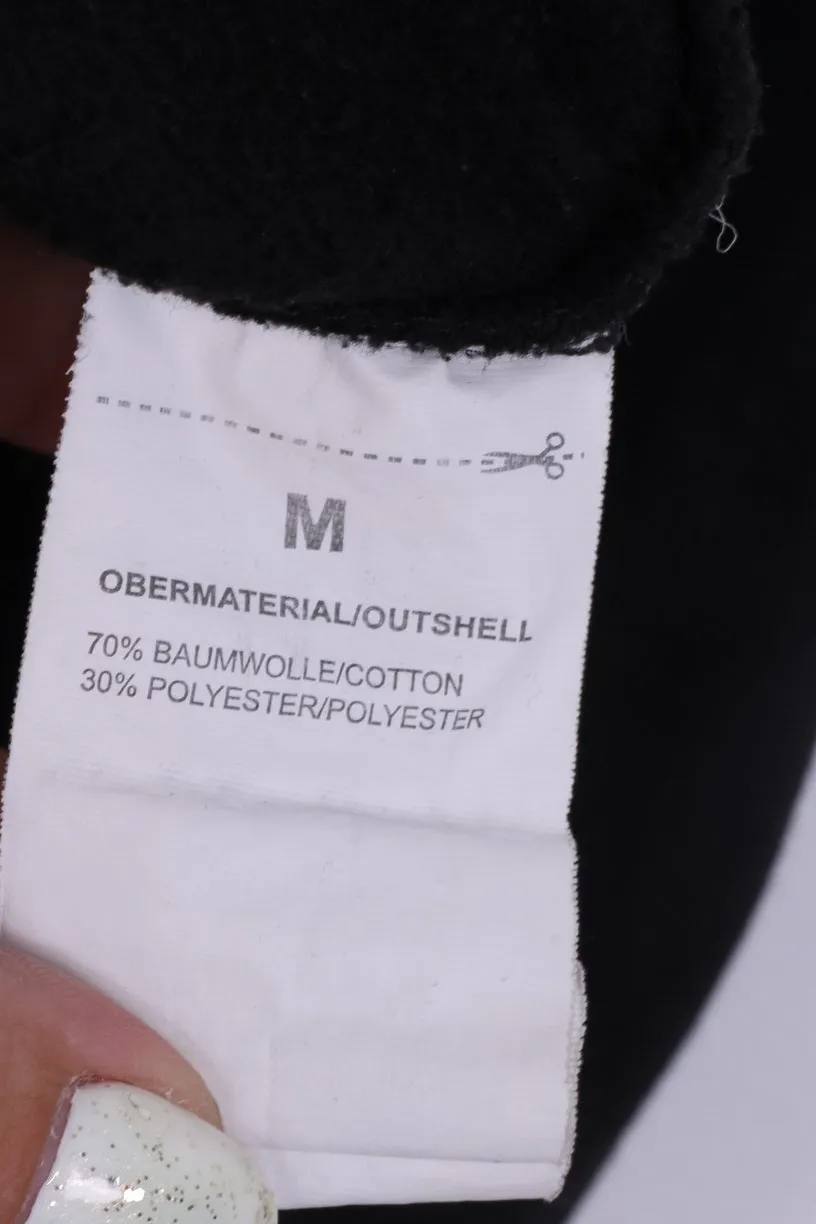 M
OBERMATERIAL/OUTSHELL
70% BAUMWOLLE/COTTON
30% POLYESTER/POLYESTER